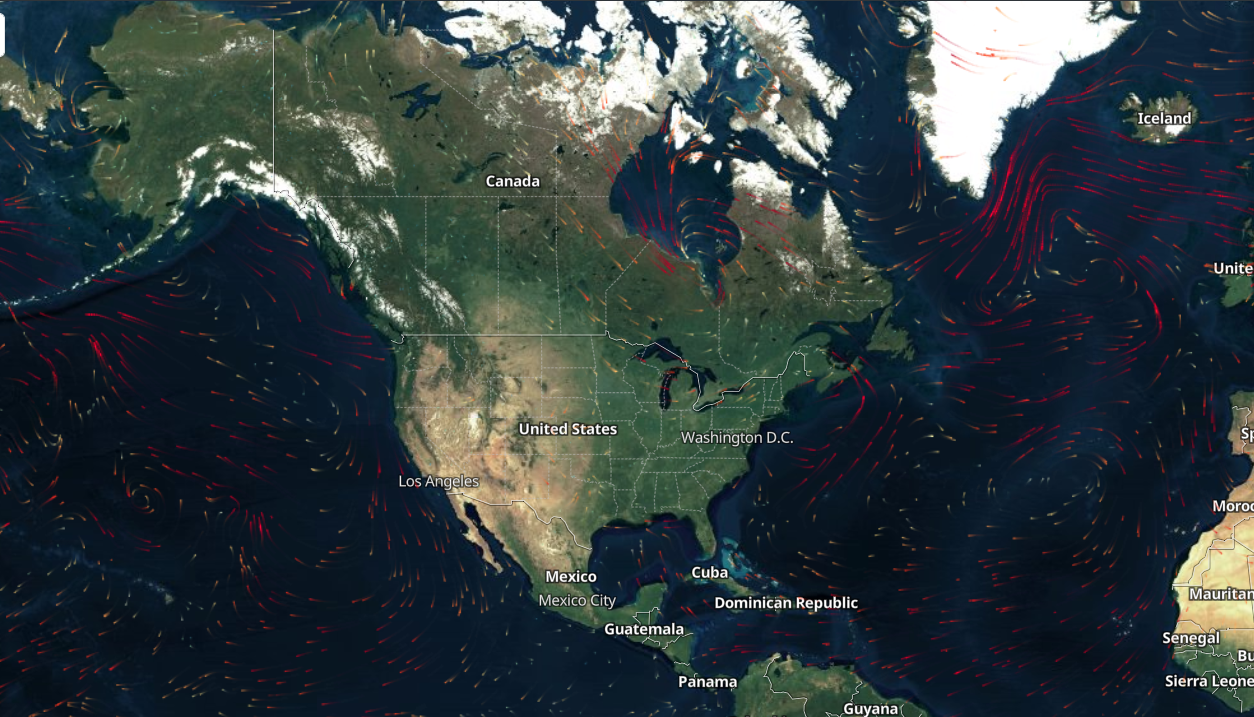 Iceland
Canada
Unite
United States
Washington D.C.
Sp
Los Angeles
Moroc
Mexico
Cuba
Mauritan
Mexico City
Dominican Republic
Guatemala
Senegal
Bu
Panama
Sierra Leone
Guyana